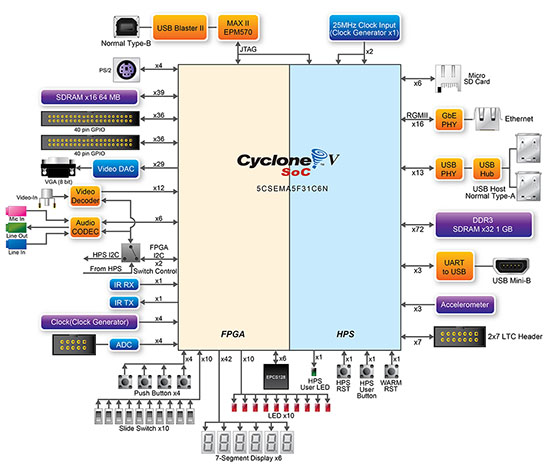 USB Blaster II
MAX II
EPM570
Normal Type-B
JTAG
25MHz Clock Input
(Clock Generator x1)
x2
PS/2
x4
SDRAM x16 64 MB
x39
x36
40 pin GPIO
x36
40 pin GPIO
Video DAC
x29
VGA (8 bit)
Video-In
Video
Decoder
x12
Mic In
Line Out
Line In
Audio
CODEC
x6
HPS I2C
FPGA
I2C
x2
From HPS
Switch Control
IR RX
x1
IR TX
x1
Clock(Clock Generator)
x4
ADC
x4
Cyclone V
SoC
5CSEMA5F31C6N
FPGA
HPS
x6
Micro
SD Card
RGMII
x16
GbE
PHY
Ethernet
x13
USB
PHY
USB
Hub
USB Host
Normal Type-A
x72
DDR3
SDRAM x32 1 GB
x3
UART
to USB
USB Mini-B
x3
Accelerometer
x7
2x7 LTC Header
x4
x10
x42
x10
x6
x1
x1
x1
x1
Push Button x4
Slide Switch x10
EPCS128
LED x10
7-Segment Display x6
HPS
User LED
HPS
RST
HPS
User
Button
WARM
RST